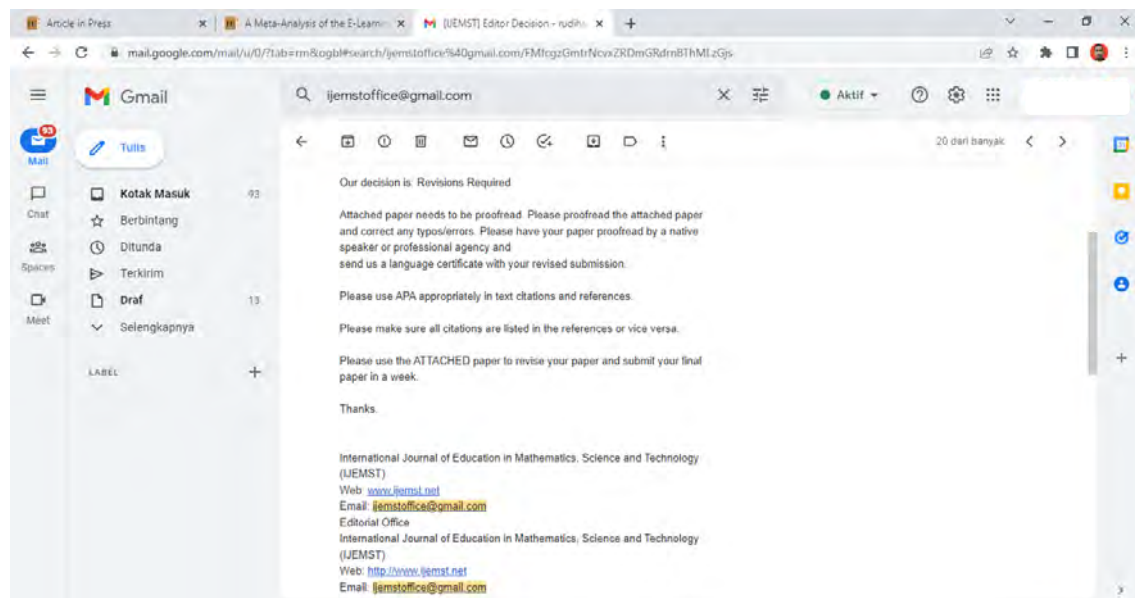 Article in Press
A Meta-Analysis of the E-Learni
[IJEMST] Editor Decision - rudiha
mail.google.com/mail/u/0/?tab=rm&ogbl#search/ijemstoffice%40gmail.com/
Gmail
ijemstoffice@gmail.com
Aktif
93
Mail
Tulis
20 dari banyak
Chat
Kotak Masuk 93
Berbintang
Spaces
Ditunda
Terkirim
Meet
Draf 13
Selengkapnya
LABEL
Our decision is: Revisions Required
Attached paper needs to be proofread. Please proofread the attached paper
and correct any typos/errors. Please have your paper proofread by a native
speaker or professional agency and
send us a language certificate with your revised submission.
Please use APA appropriately in text citations and references.
Please make sure all citations are listed in the references or vice versa.
Please use the ATTACHED paper to revise your paper and submit your final
paper in a week.
Thanks.
International Journal of Education in Mathematics, Science and Technology
(IJEMST)
Web: www.ijemst.net
Email: ijemstoffice@gmail.com
Editorial Office
International Journal of Education in Mathematics, Science and Technology
(IJEMST)
Web: http://www.ijemst.net
Email: ijemstoffice@gmail.com